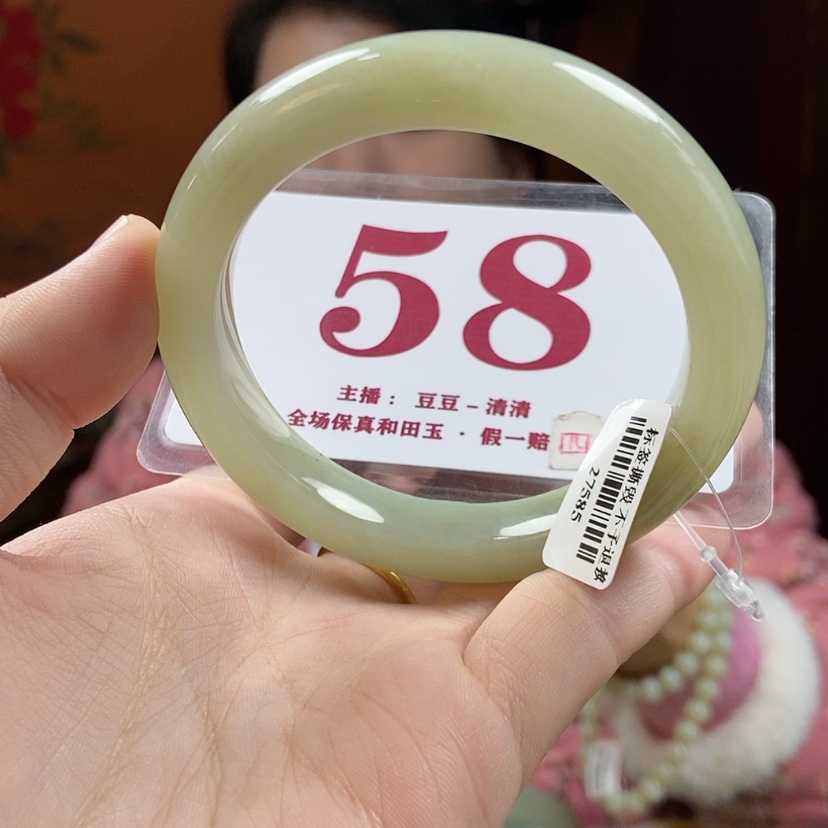 58
主播： 豆豆－清清
全场保真和田玉 · 假一赔
标签撕毁不予退换
27585